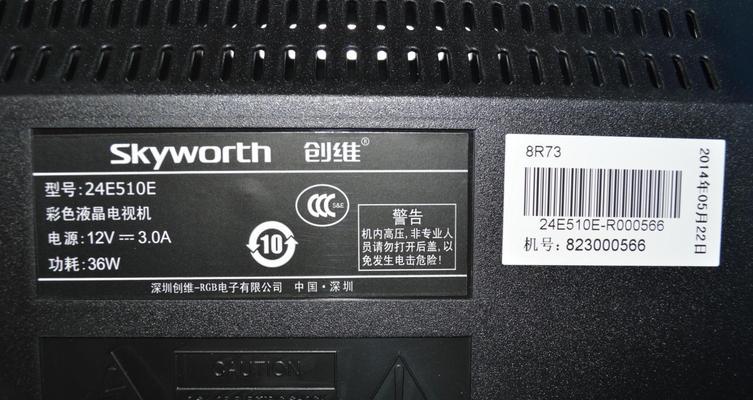 Skyworth 创维®
型号:24E510E
彩色液晶电视机
电源:12V⎓3.0A
功耗:36W
CCC S&E
10
警告
机内高压,非专业人
员请勿打开后盖,以
免发生电击危险!
深圳创维-RGB电子有限公司 中国·深圳
8R73
24E510E-R000566
机号:823000566
2014年05月22日
CAUTION